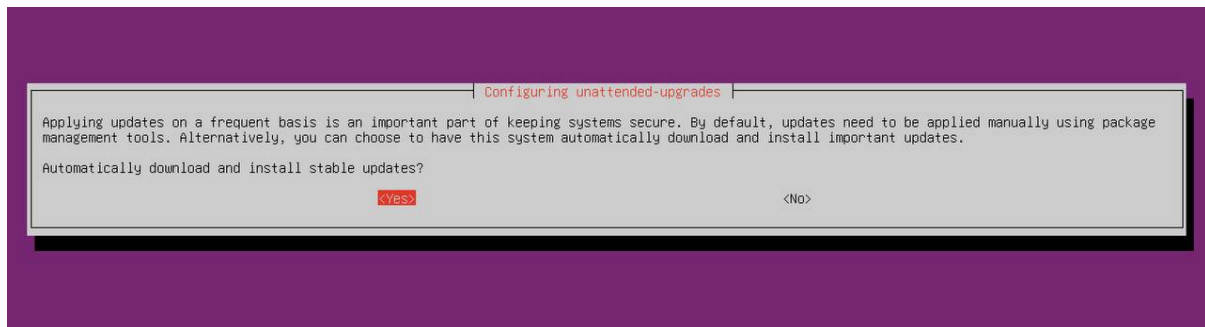 Configuring unattended-upgrades
Applying updates on a frequent basis is an important part of keeping systems secure. By default, updates need to be applied manually using package
management tools. Alternatively, you can choose to have this system automatically download and install important updates.
Automatically download and install stable updates?
<Yes> <No>